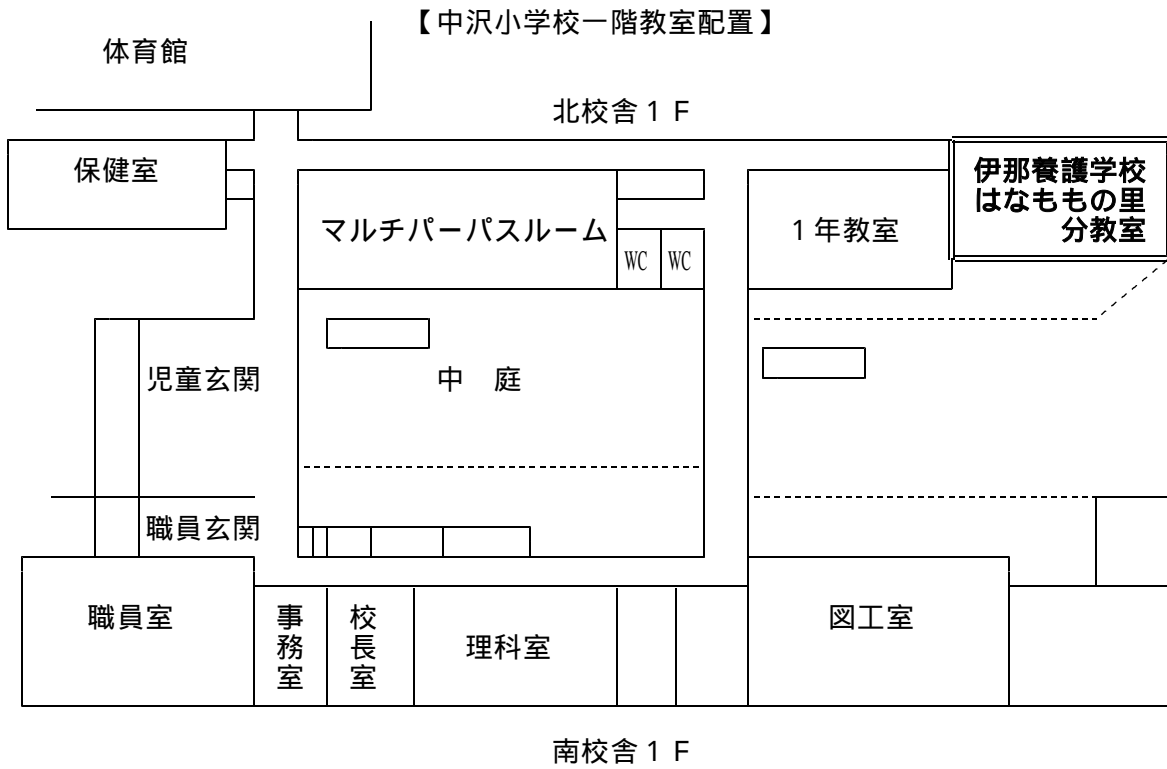 【中沢小学校一階教室配置】
体育館
北校舎１Ｆ
保健室
伊那養護学校
はなももの里
分教室
マルチパーパスルーム
WC
WC
１年教室
児童玄関
中　庭
職員玄関
職員室
事務室
校長室
理科室
図工室
南校舎１Ｆ